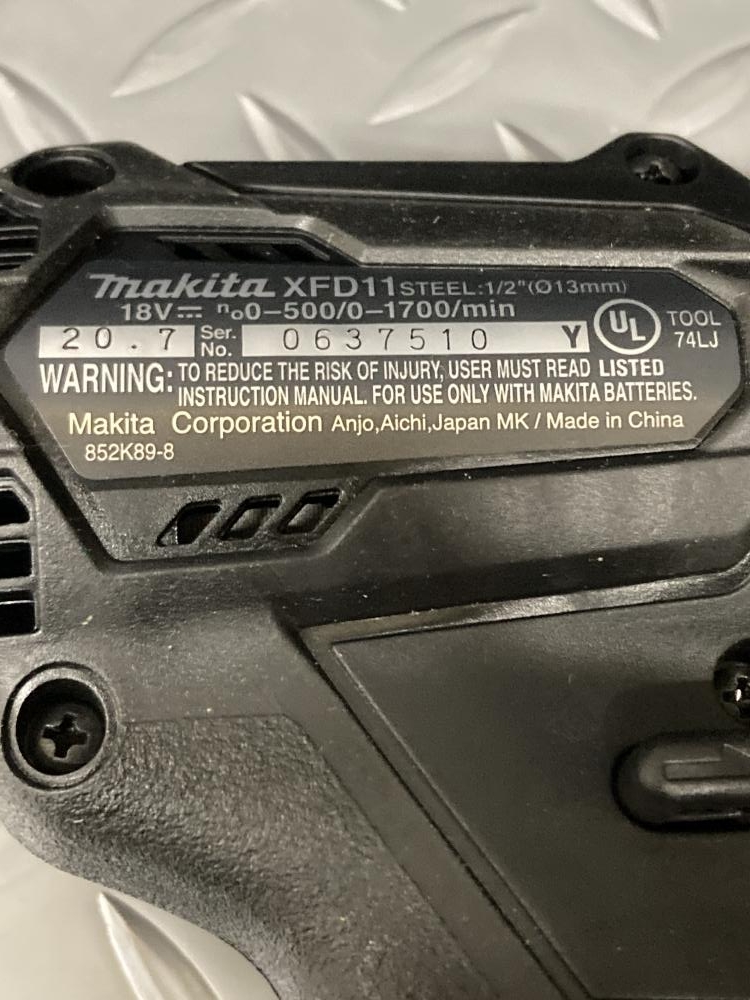 makita XFD11 STEEL:1/2"(Ø13mm)
18V⎓ n₀0-500/0-1700/min
20.7 Ser. No. 0637510 Y UL TOOL 74LJ
WARNING: TO REDUCE THE RISK OF INJURY, USER MUST READ LISTED
INSTRUCTION MANUAL. FOR USE ONLY WITH MAKITA BATTERIES.
Makita Corporation Anjo,Aichi,Japan MK / Made in China
852K89-8